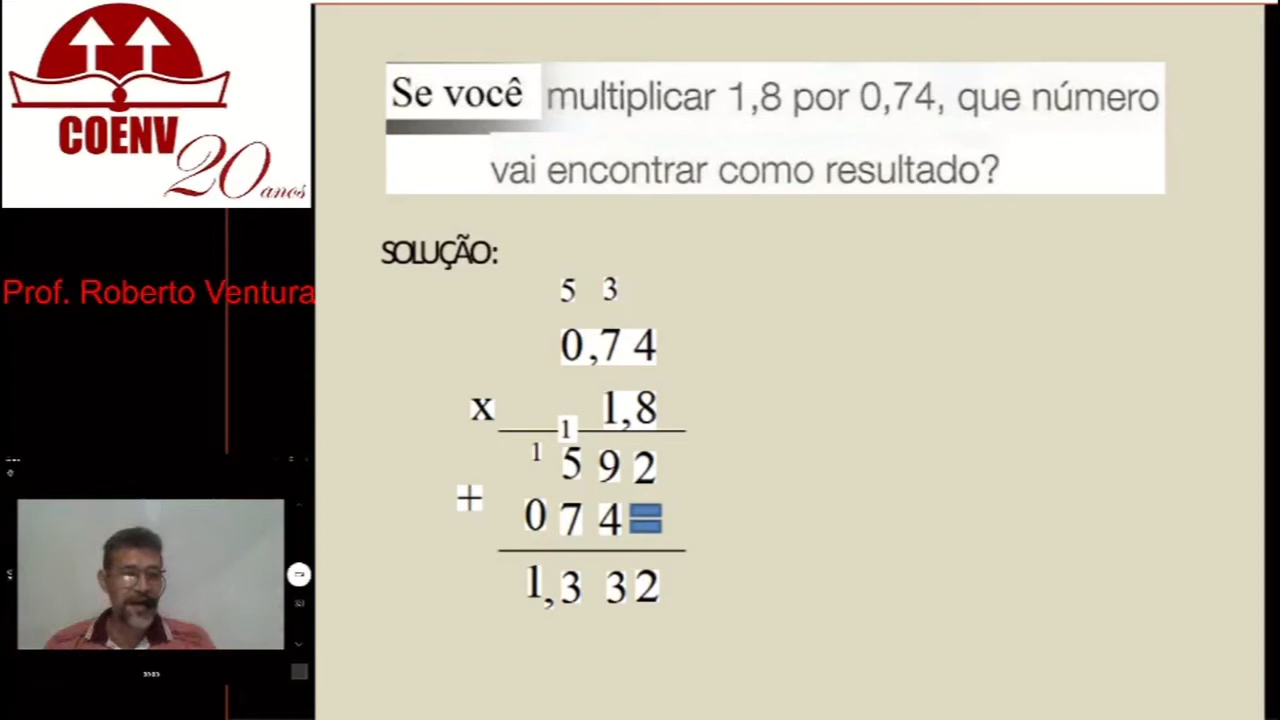 COENV
20 anos
Prof. Roberto Ventura
Se você multiplicar 1,8 por 0,74, que número
vai encontrar como resultado?
SOLUÇÃO:
5 3
0,74
x 1,8
1
1 5 9 2
+ 0 7 4 =
1,3 3 2